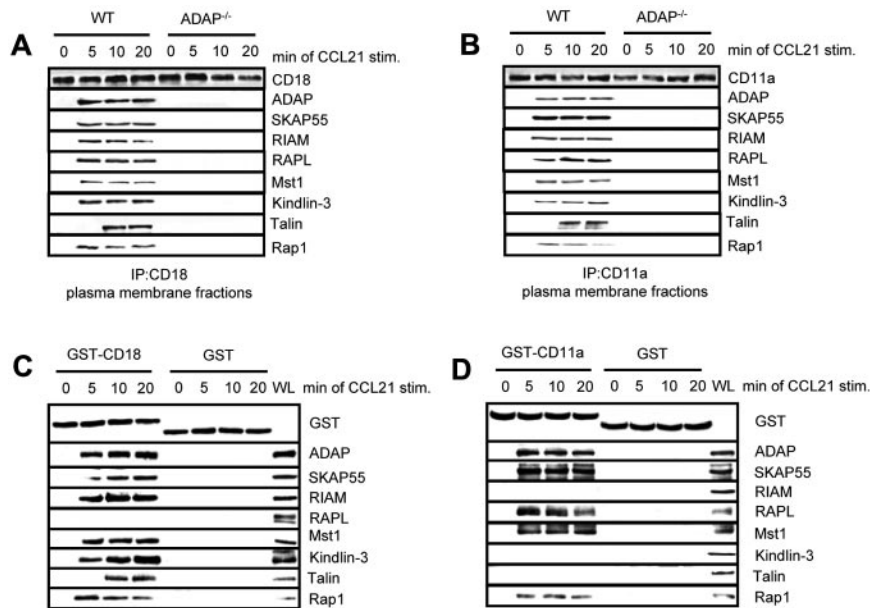 A
WT ADAP-/-
0 5 10 20 0 5 10 20 min of CCL21 stim.
CD18
ADAP
SKAP55
RIAM
RAPL
Mst1
Kindlin-3
Talin
Rap1
IP:CD18
plasma membrane fractions
B
WT ADAP-/-
0 5 10 20 0 5 10 20 min of CCL21 stim.
CD11a
ADAP
SKAP55
RIAM
RAPL
Mst1
Kindlin-3
Talin
Rap1
IP:CD11a
plasma membrane fractions
C
GST-CD18 GST
0 5 10 20 0 5 10 20 WL min of CCL21 stim.
GST
ADAP
SKAP55
RIAM
RAPL
Mst1
Kindlin-3
Talin
Rap1
D
GST-CD11a GST
0 5 10 20 0 5 10 20 WL min of CCL21 stim.
GST
ADAP
SKAP55
RIAM
RAPL
Mst1
Kindlin-3
Talin
Rap1